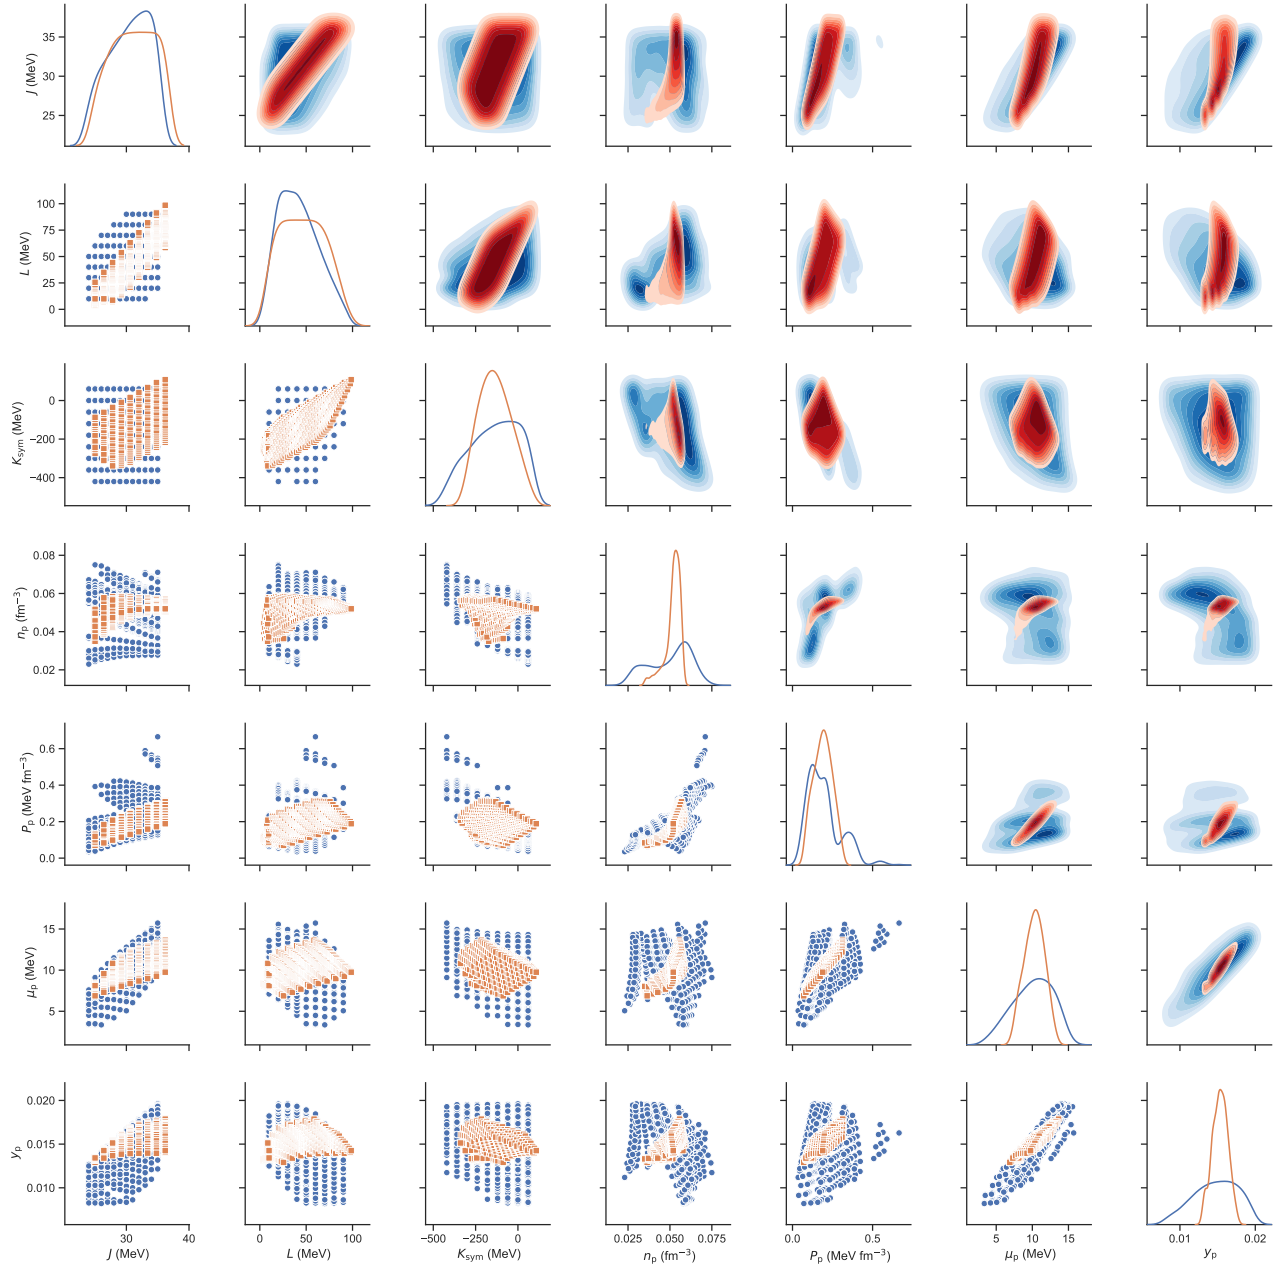 J (MeV)
35
30
25
L (MeV)
100
75
50
25
0
K_sym (MeV)
0
−200
−400
n_p (fm⁻³)
0.08
0.06
0.04
0.02
P_p (MeV fm⁻³)
0.6
0.4
0.2
0.0
μ_p (MeV)
15
10
5
y_p
0.020
0.015
0.010
30 40
0 50 100
−500 −250 0
0.025 0.050 0.075
0.0 0.5
5 10 15
0.01 0.02
J (MeV)
L (MeV)
K_sym (MeV)
n_p (fm⁻³)
P_p (MeV fm⁻³)
μ_p (MeV)
y_p